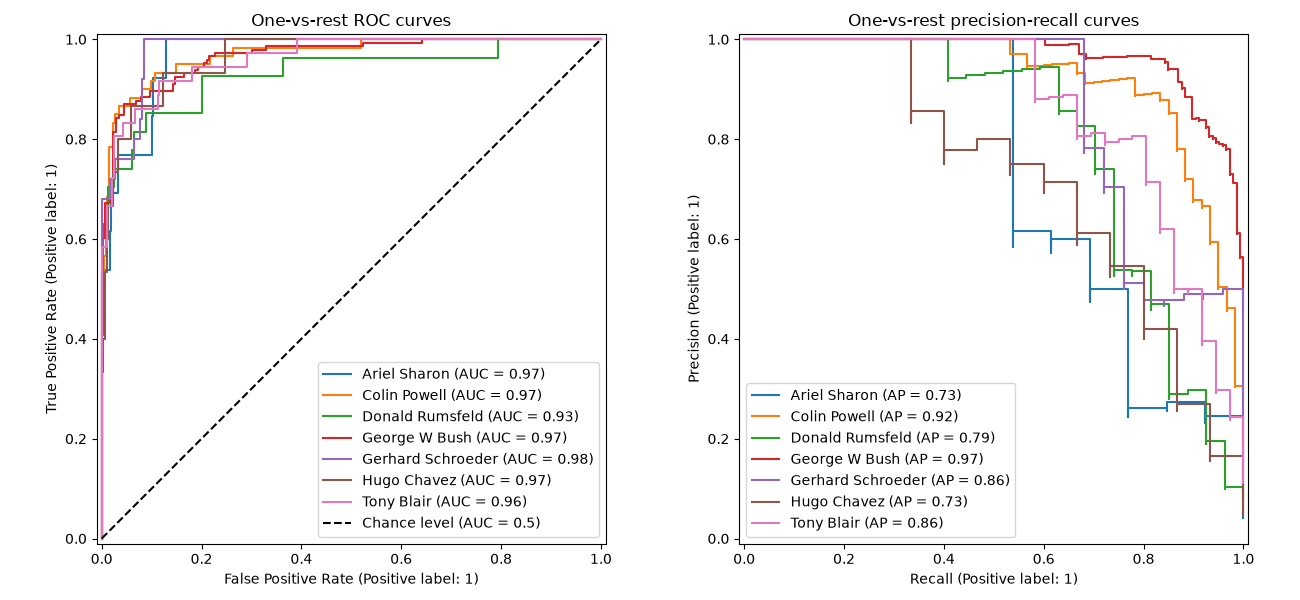 One-vs-rest ROC curves
True Positive Rate (Positive label: 1)
1.0
0.8
0.6
0.4
0.2
0.0
Ariel Sharon (AUC = 0.97)
Colin Powell (AUC = 0.97)
Donald Rumsfeld (AUC = 0.93)
George W Bush (AUC = 0.97)
Gerhard Schroeder (AUC = 0.98)
Hugo Chavez (AUC = 0.97)
Tony Blair (AUC = 0.96)
Chance level (AUC = 0.5)
0.0 0.2 0.4 0.6 0.8 1.0
False Positive Rate (Positive label: 1)
One-vs-rest precision-recall curves
Precision (Positive label: 1)
1.0
0.8
0.6
0.4
0.2
0.0
Ariel Sharon (AP = 0.73)
Colin Powell (AP = 0.92)
Donald Rumsfeld (AP = 0.79)
George W Bush (AP = 0.97)
Gerhard Schroeder (AP = 0.86)
Hugo Chavez (AP = 0.73)
Tony Blair (AP = 0.86)
0.0 0.2 0.4 0.6 0.8 1.0
Recall (Positive label: 1)